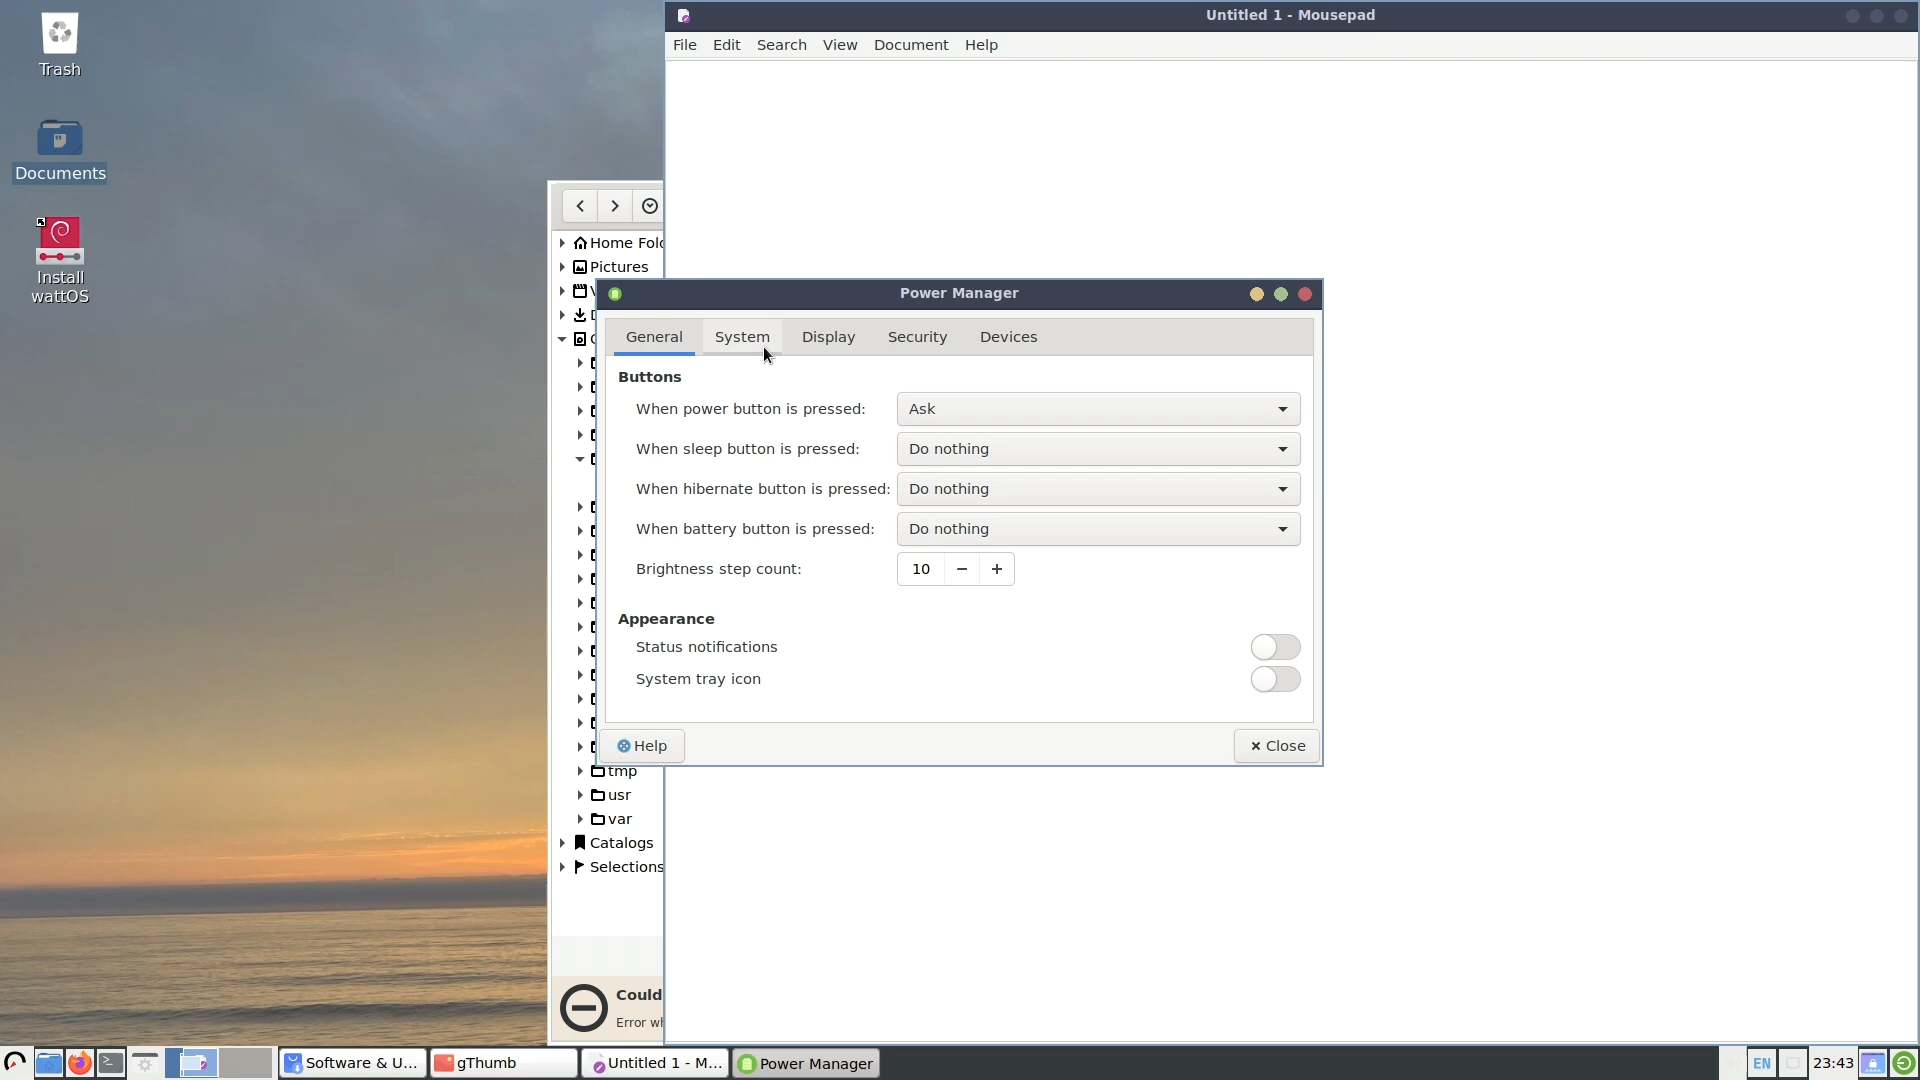 Untitled 1 - Mousepad
File Edit Search View Document Help
Trash
Documents
Install
wattOS
Home Fol
Pictures
Power Manager
General System Display Security Devices
Buttons
When power button is pressed: Ask
When sleep button is pressed: Do nothing
When hibernate button is pressed: Do nothing
When battery button is pressed: Do nothing
Brightness step count: 10 − +
Appearance
Status notifications
System tray icon
Help Close
tmp
usr
var
Catalogs
Selections
Could
Error wh
Software & U... gThumb Untitled 1 - M... Power Manager EN 23:43